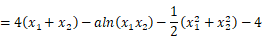 = 4(x₁ + x₂) − aln(x₁x₂) − 1/2(x₁² + x₂²) − 4